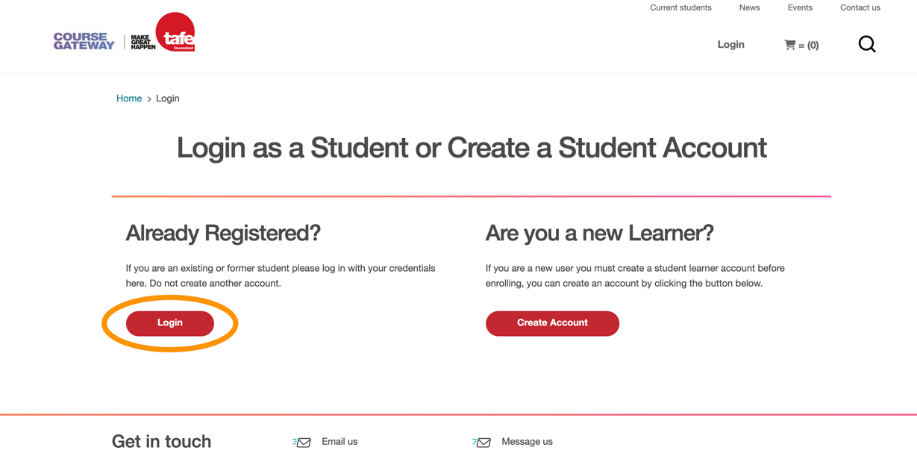 Current students News Events Contact us
COURSE GATEWAY
MAKE GREAT HAPPEN
tafe
Queensland
Login = (0)
Home > Login
Login as a Student or Create a Student Account
Already Registered?
If you are an existing or former student please log in with your credentials
here. Do not create another account.
Login
Are you a new Learner?
If you are a new user you must create a student learner account before
enrolling, you can create an account by clicking the button below.
Create Account
Get in touch
Email us
Message us